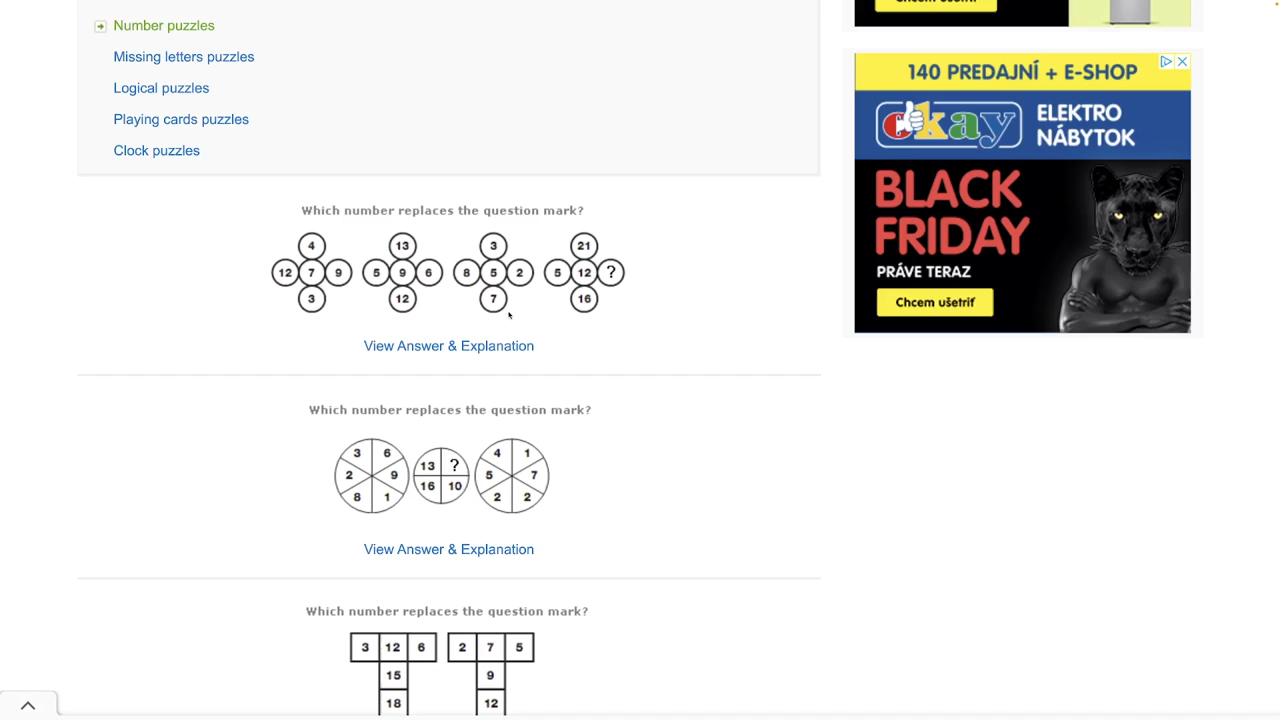 Chcem ušetriť
Number puzzles
Missing letters puzzles
Logical puzzles
Playing cards puzzles
Clock puzzles
140 PREDAJNÍ + E-SHOP
okay ELEKTRO
NÁBYTOK
BLACK
FRIDAY
PRÁVE TERAZ
Chcem ušetriť
Which number replaces the question mark?
4 13 3 21
12 7 9 5 9 6 8 5 2 5 12 ?
3 12 7 16
View Answer & Explanation
Which number replaces the question mark?
3 6 4 1
13 ?
2 9 5 7
16 10
8 1 2 2
View Answer & Explanation
Which number replaces the question mark?
3 12 6 2 7 5
15 9
18 12